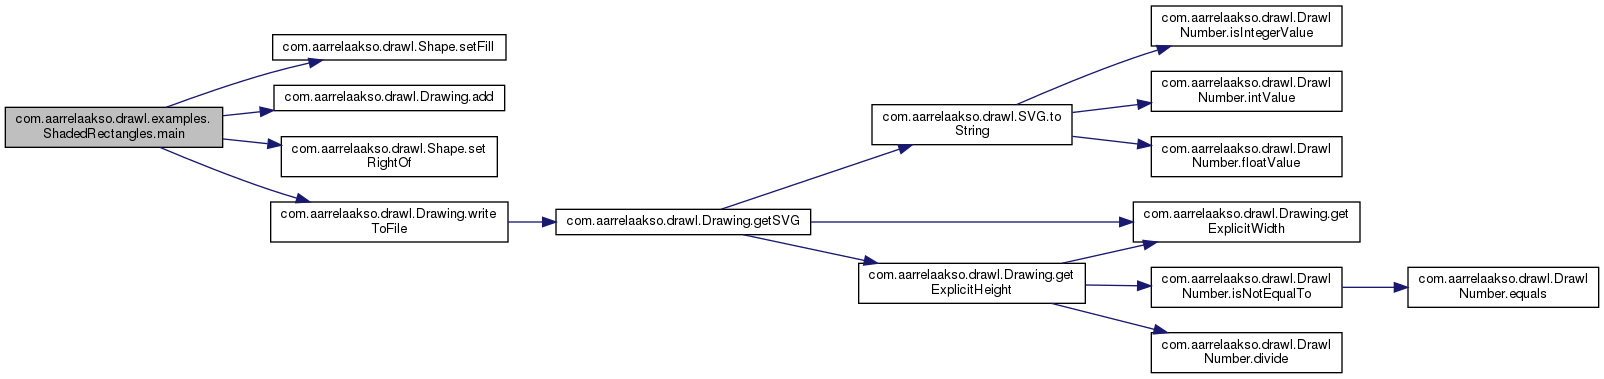 com.aarrelaakso.drawl.examples.
ShadedRectangles.main
com.aarrelaakso.drawl.Shape.setFill
com.aarrelaakso.drawl.Drawing.add
com.aarrelaakso.drawl.Shape.set
RightOf
com.aarrelaakso.drawl.Drawing.write
ToFile
com.aarrelaakso.drawl.Drawing.getSVG
com.aarrelaakso.drawl.SVG.to
String
com.aarrelaakso.drawl.Drawing.get
ExplicitHeight
com.aarrelaakso.drawl.Drawl
Number.isIntegerValue
com.aarrelaakso.drawl.Drawl
Number.intValue
com.aarrelaakso.drawl.Drawl
Number.floatValue
com.aarrelaakso.drawl.Drawing.get
ExplicitWidth
com.aarrelaakso.drawl.Drawl
Number.isNotEqualTo
com.aarrelaakso.drawl.Drawl
Number.divide
com.aarrelaakso.drawl.Drawl
Number.equals